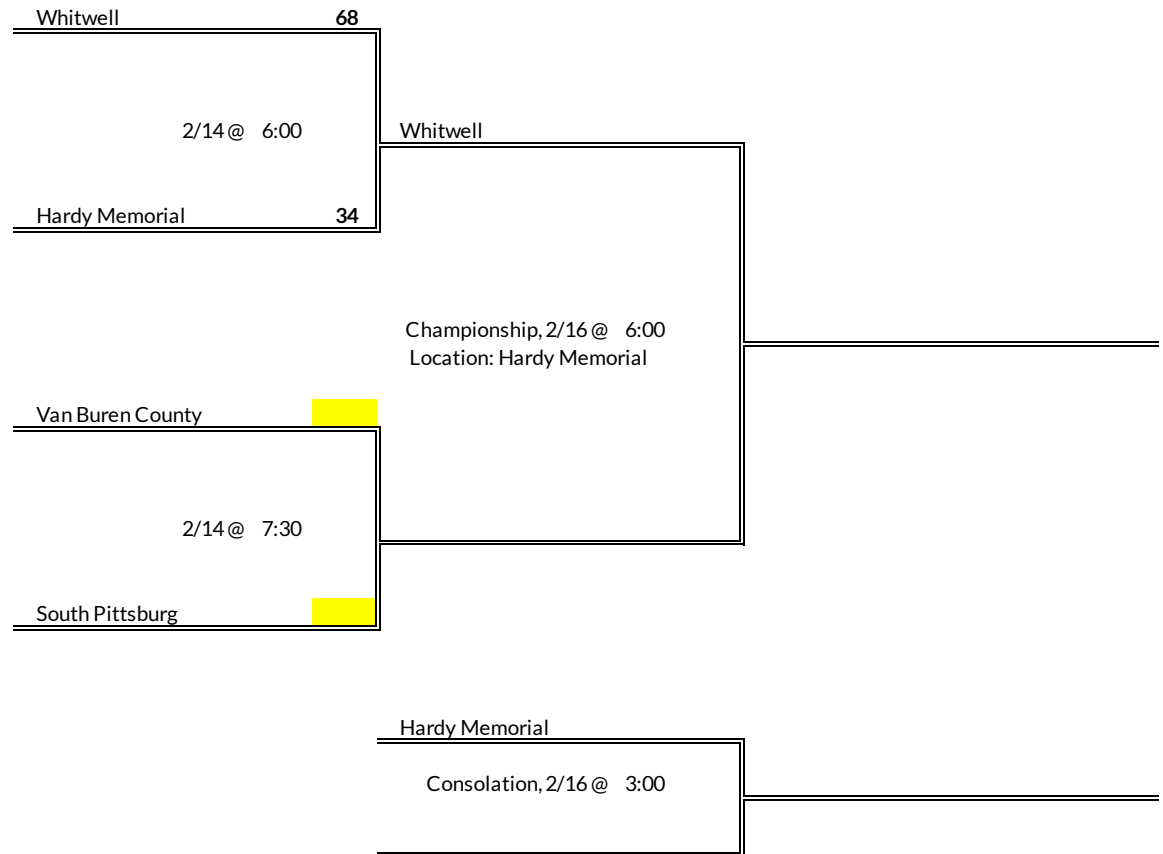 Whitwell 68
2/14 @ 6:00
Whitwell
Hardy Memorial 34
Championship, 2/16 @ 6:00
Location: Hardy Memorial
Van Buren County
2/14 @ 7:30
South Pittsburg
Hardy Memorial
Consolation, 2/16 @ 3:00